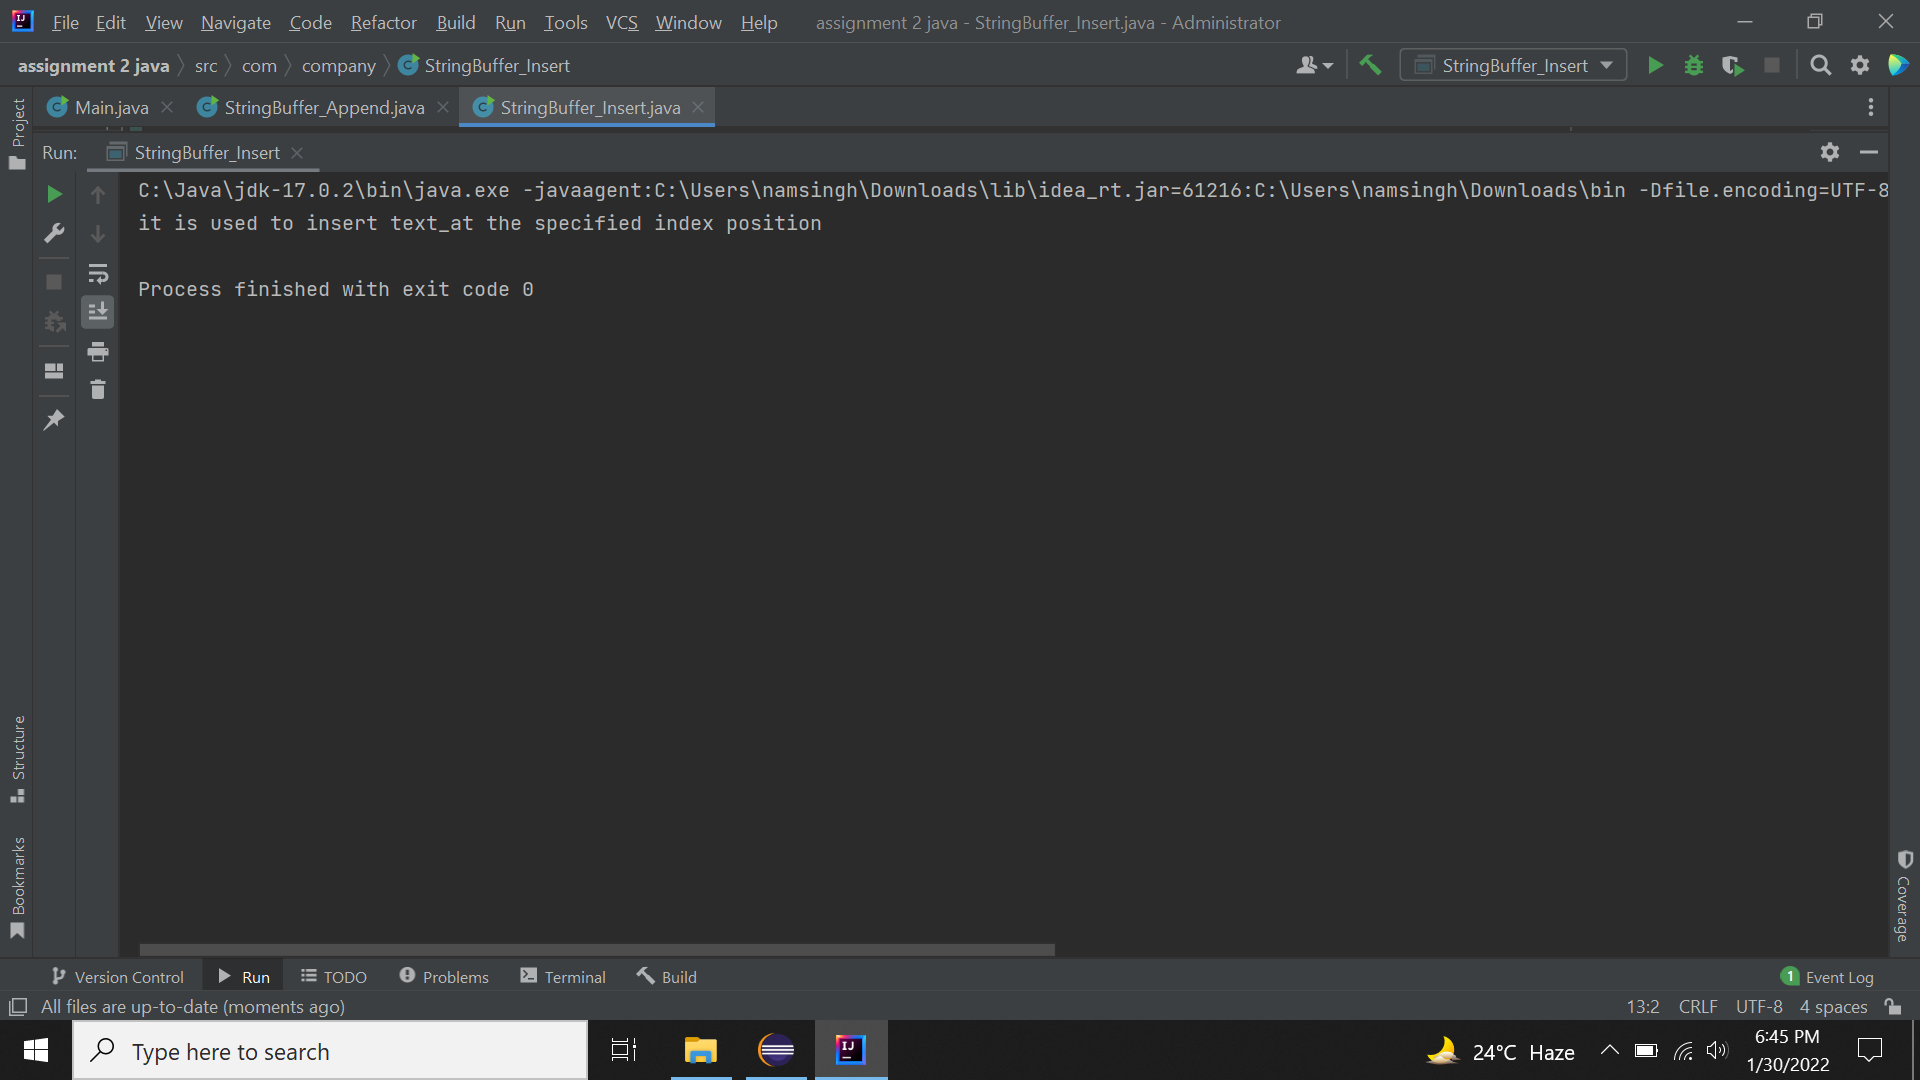 File Edit View Navigate Code Refactor Build Run Tools VCS Window Help assignment 2 java - StringBuffer_Insert.java - Administrator
assignment 2 java src com company StringBuffer_Insert StringBuffer_Insert
Main.java StringBuffer_Append.java StringBuffer_Insert.java
Project
Run: StringBuffer_Insert
C:\Java\jdk-17.0.2\bin\java.exe -javaagent:C:\Users\namsingh\Downloads\lib\idea_rt.jar=61216:C:\Users\namsingh\Downloads\bin -Dfile.encoding=UTF-8
it is used to insert text_at the specified index position
Process finished with exit code 0
Structure
Bookmarks
Coverage
Version Control Run TODO Problems Terminal Build 1 Event Log
All files are up-to-date (moments ago) 13:2 CRLF UTF-8 4 spaces
Type here to search 24°C Haze 6:45 PM
1/30/2022